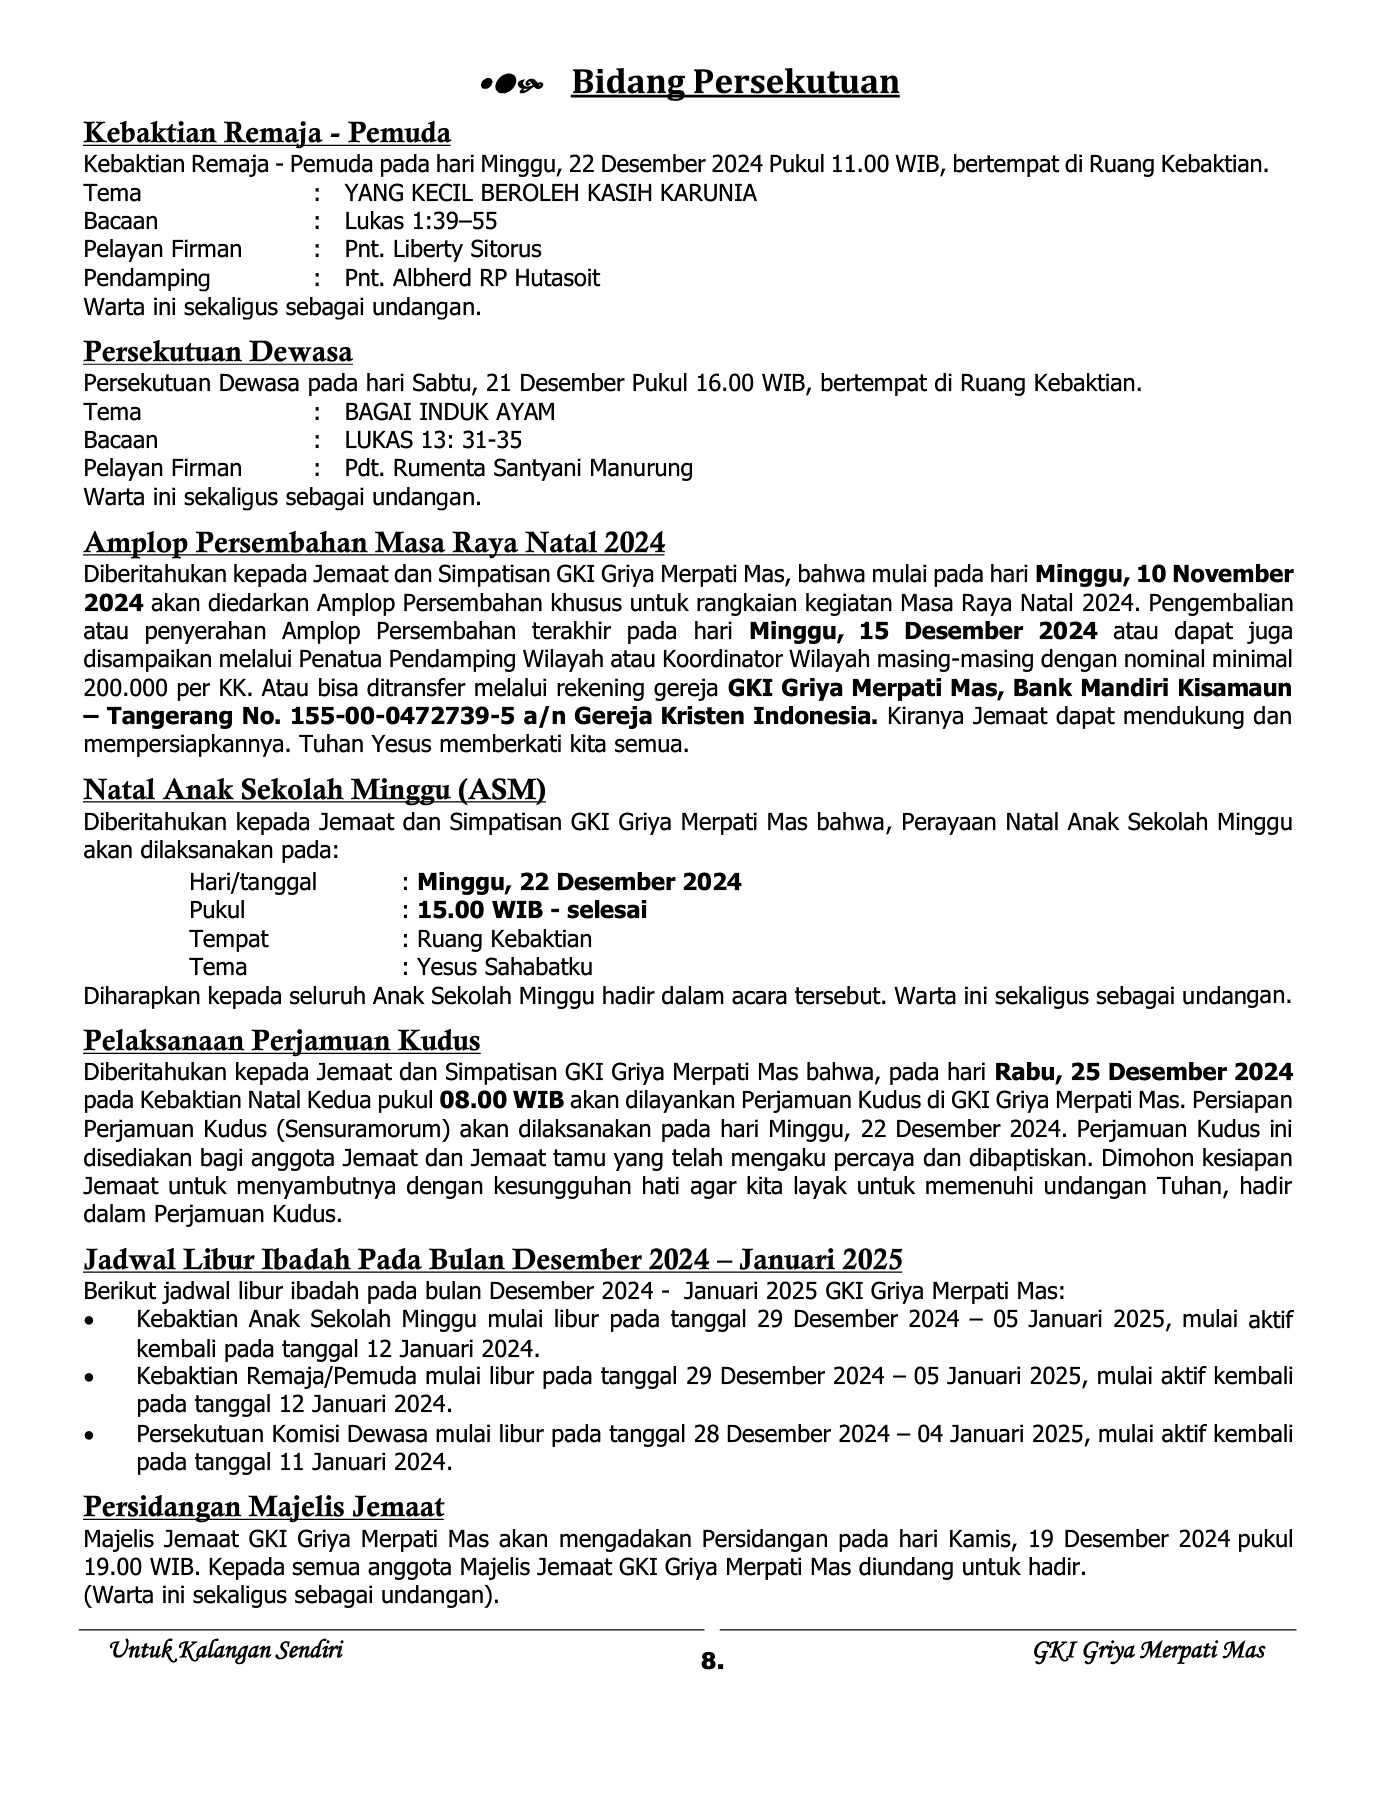 Bidang Persekutuan
Kebaktian Remaja - Pemuda
Kebaktian Remaja - Pemuda pada hari Minggu, 22 Desember 2024 Pukul 11.00 WIB, bertempat di Ruang Kebaktian.
Tema : YANG KECIL BEROLEH KASIH KARUNIA
Bacaan : Lukas 1:39–55
Pelayan Firman : Pnt. Liberty Sitorus
Pendamping : Pnt. Albherd RP Hutasoit
Warta ini sekaligus sebagai undangan.
Persekutuan Dewasa
Persekutuan Dewasa pada hari Sabtu, 21 Desember Pukul 16.00 WIB, bertempat di Ruang Kebaktian.
Tema : BAGAI INDUK AYAM
Bacaan : LUKAS 13: 31-35
Pelayan Firman : Pdt. Rumenta Santyani Manurung
Warta ini sekaligus sebagai undangan.
Amplop Persembahan Masa Raya Natal 2024
Diberitahukan kepada Jemaat dan Simpatisan GKI Griya Merpati Mas, bahwa mulai pada hari Minggu, 10 November
2024 akan diedarkan Amplop Persembahan khusus untuk rangkaian kegiatan Masa Raya Natal 2024. Pengembalian
atau penyerahan Amplop Persembahan terakhir pada hari Minggu, 15 Desember 2024 atau dapat juga
disampaikan melalui Penatua Pendamping Wilayah atau Koordinator Wilayah masing-masing dengan nominal minimal
200.000 per KK. Atau bisa ditransfer melalui rekening gereja GKI Griya Merpati Mas, Bank Mandiri Kisamaun
– Tangerang No. 155-00-0472739-5 a/n Gereja Kristen Indonesia. Kiranya Jemaat dapat mendukung dan
mempersiapkannya. Tuhan Yesus memberkati kita semua.
Natal Anak Sekolah Minggu (ASM)
Diberitahukan kepada Jemaat dan Simpatisan GKI Griya Merpati Mas bahwa, Perayaan Natal Anak Sekolah Minggu
akan dilaksanakan pada:
Hari/tanggal : Minggu, 22 Desember 2024
Pukul : 15.00 WIB - selesai
Tempat : Ruang Kebaktian
Tema : Yesus Sahabatku
Diharapkan kepada seluruh Anak Sekolah Minggu hadir dalam acara tersebut. Warta ini sekaligus sebagai undangan.
Pelaksanaan Perjamuan Kudus
Diberitahukan kepada Jemaat dan Simpatisan GKI Griya Merpati Mas bahwa, pada hari Rabu, 25 Desember 2024
pada Kebaktian Natal Kedua pukul 08.00 WIB akan dilayankan Perjamuan Kudus di GKI Griya Merpati Mas. Persiapan
Perjamuan Kudus (Sensuramorum) akan dilaksanakan pada hari Minggu, 22 Desember 2024. Perjamuan Kudus ini
disediakan bagi anggota Jemaat dan Jemaat tamu yang telah mengaku percaya dan dibaptiskan. Dimohon kesiapan
Jemaat untuk menyambutnya dengan kesungguhan hati agar kita layak untuk memenuhi undangan Tuhan, hadir
dalam Perjamuan Kudus.
Jadwal Libur Ibadah Pada Bulan Desember 2024 – Januari 2025
Berikut jadwal libur ibadah pada bulan Desember 2024 - Januari 2025 GKI Griya Merpati Mas:
• Kebaktian Anak Sekolah Minggu mulai libur pada tanggal 29 Desember 2024 – 05 Januari 2025, mulai aktif
kembali pada tanggal 12 Januari 2024.
• Kebaktian Remaja/Pemuda mulai libur pada tanggal 29 Desember 2024 – 05 Januari 2025, mulai aktif kembali
pada tanggal 12 Januari 2024.
• Persekutuan Komisi Dewasa mulai libur pada tanggal 28 Desember 2024 – 04 Januari 2025, mulai aktif kembali
pada tanggal 11 Januari 2024.
Persidangan Majelis Jemaat
Majelis Jemaat GKI Griya Merpati Mas akan mengadakan Persidangan pada hari Kamis, 19 Desember 2024 pukul
19.00 WIB. Kepada semua anggota Majelis Jemaat GKI Griya Merpati Mas diundang untuk hadir.
(Warta ini sekaligus sebagai undangan).
Untuk Kalangan Sendiri
8.
GKI Griya Merpati Mas